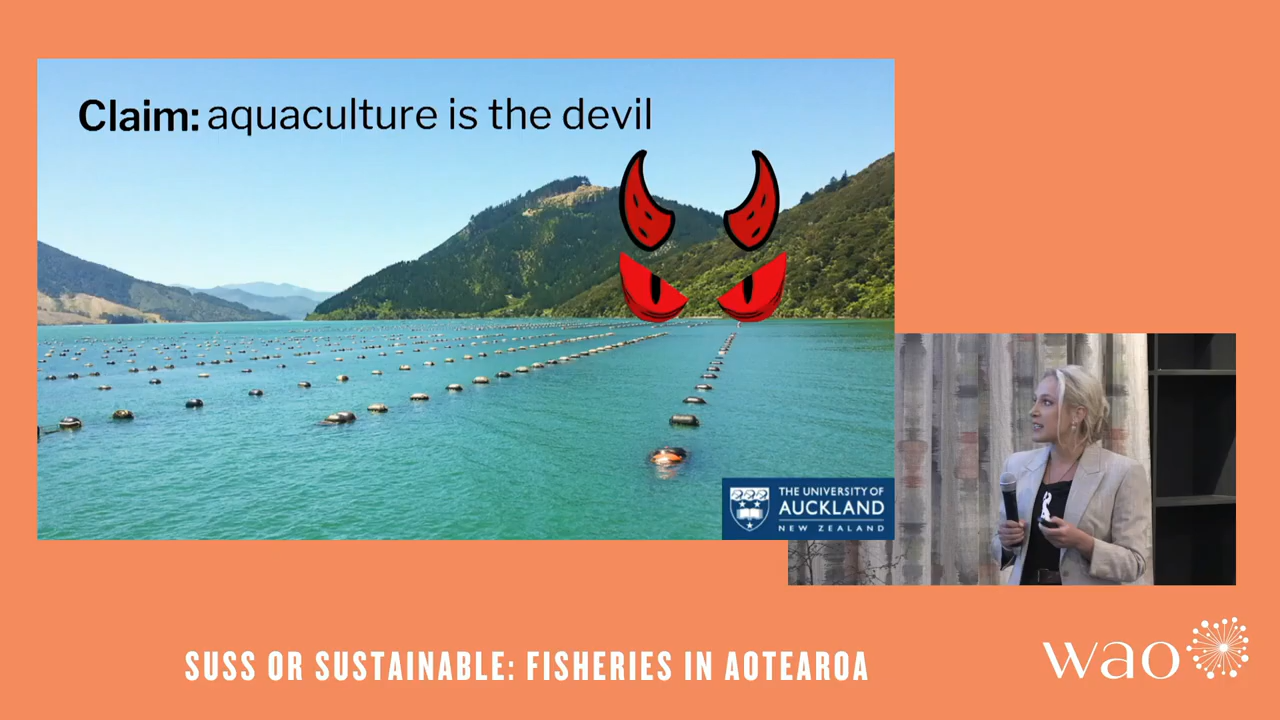 Claim: aquaculture is the devil
THE UNIVERSITY OF
AUCKLAND
NEW ZEALAND
SUSS OR SUSTAINABLE: FISHERIES IN AOTEAROA
wao